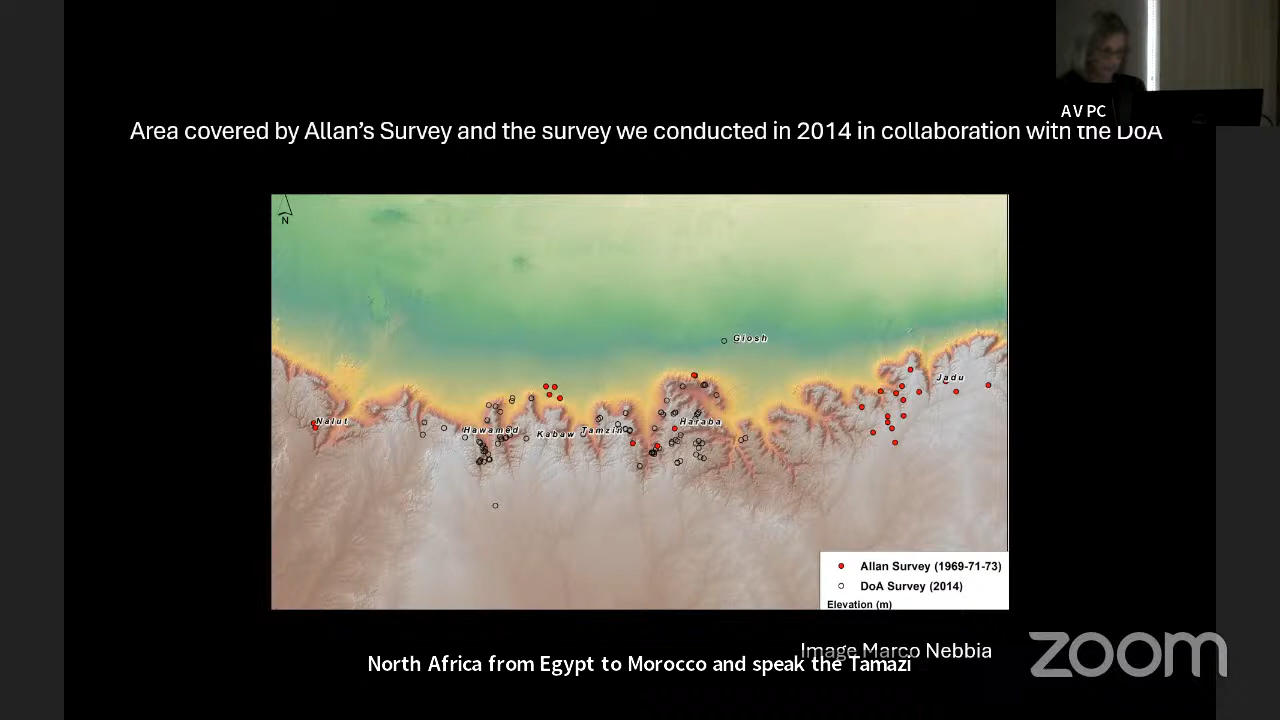 AV PC
Area covered by Allan's Survey and the survey we conducted in 2014 in collaboration with the DoA
N
Giosh
Jadu
Nalut
Hawamed
Kabaw
Tamzin
Haraba
Allan Survey (1969-71-73)
DoA Survey (2014)
Elevation (m)
Image Marco Nebbia
North Africa from Egypt to Morocco and speak the Tamazi
zoom